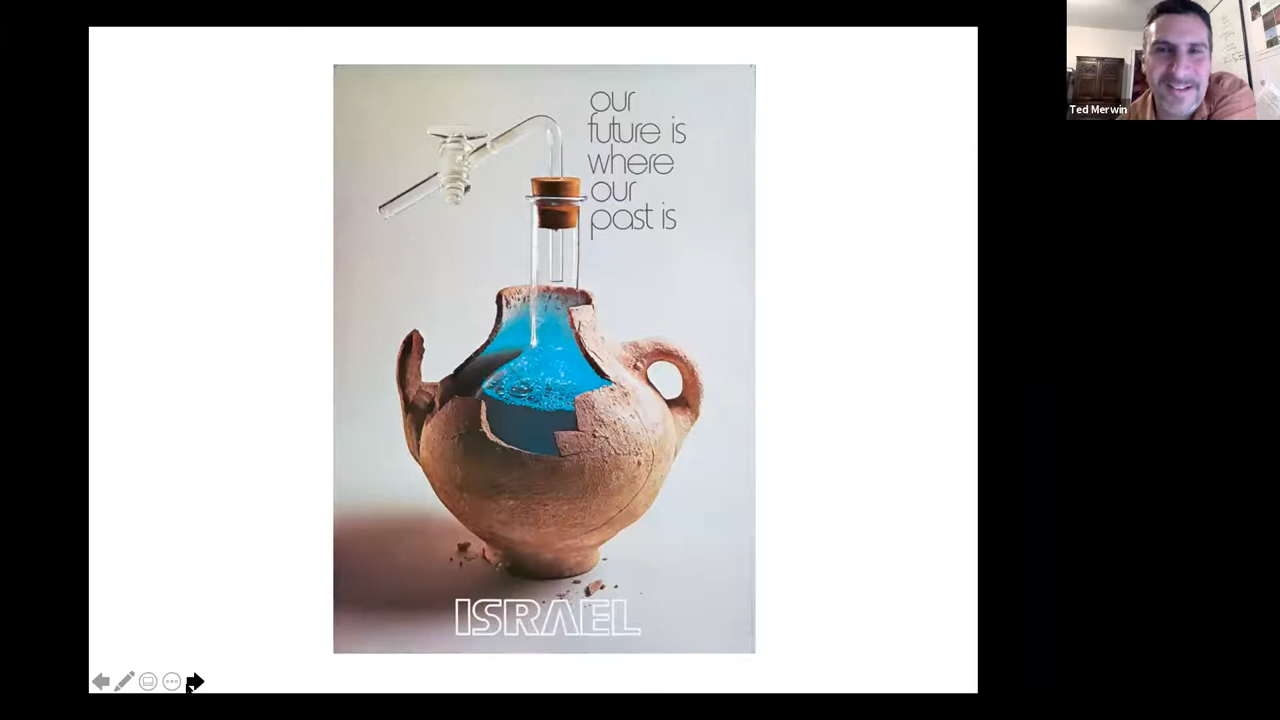 our
future is
where
our
past is
ISRAEL
Ted Merwin